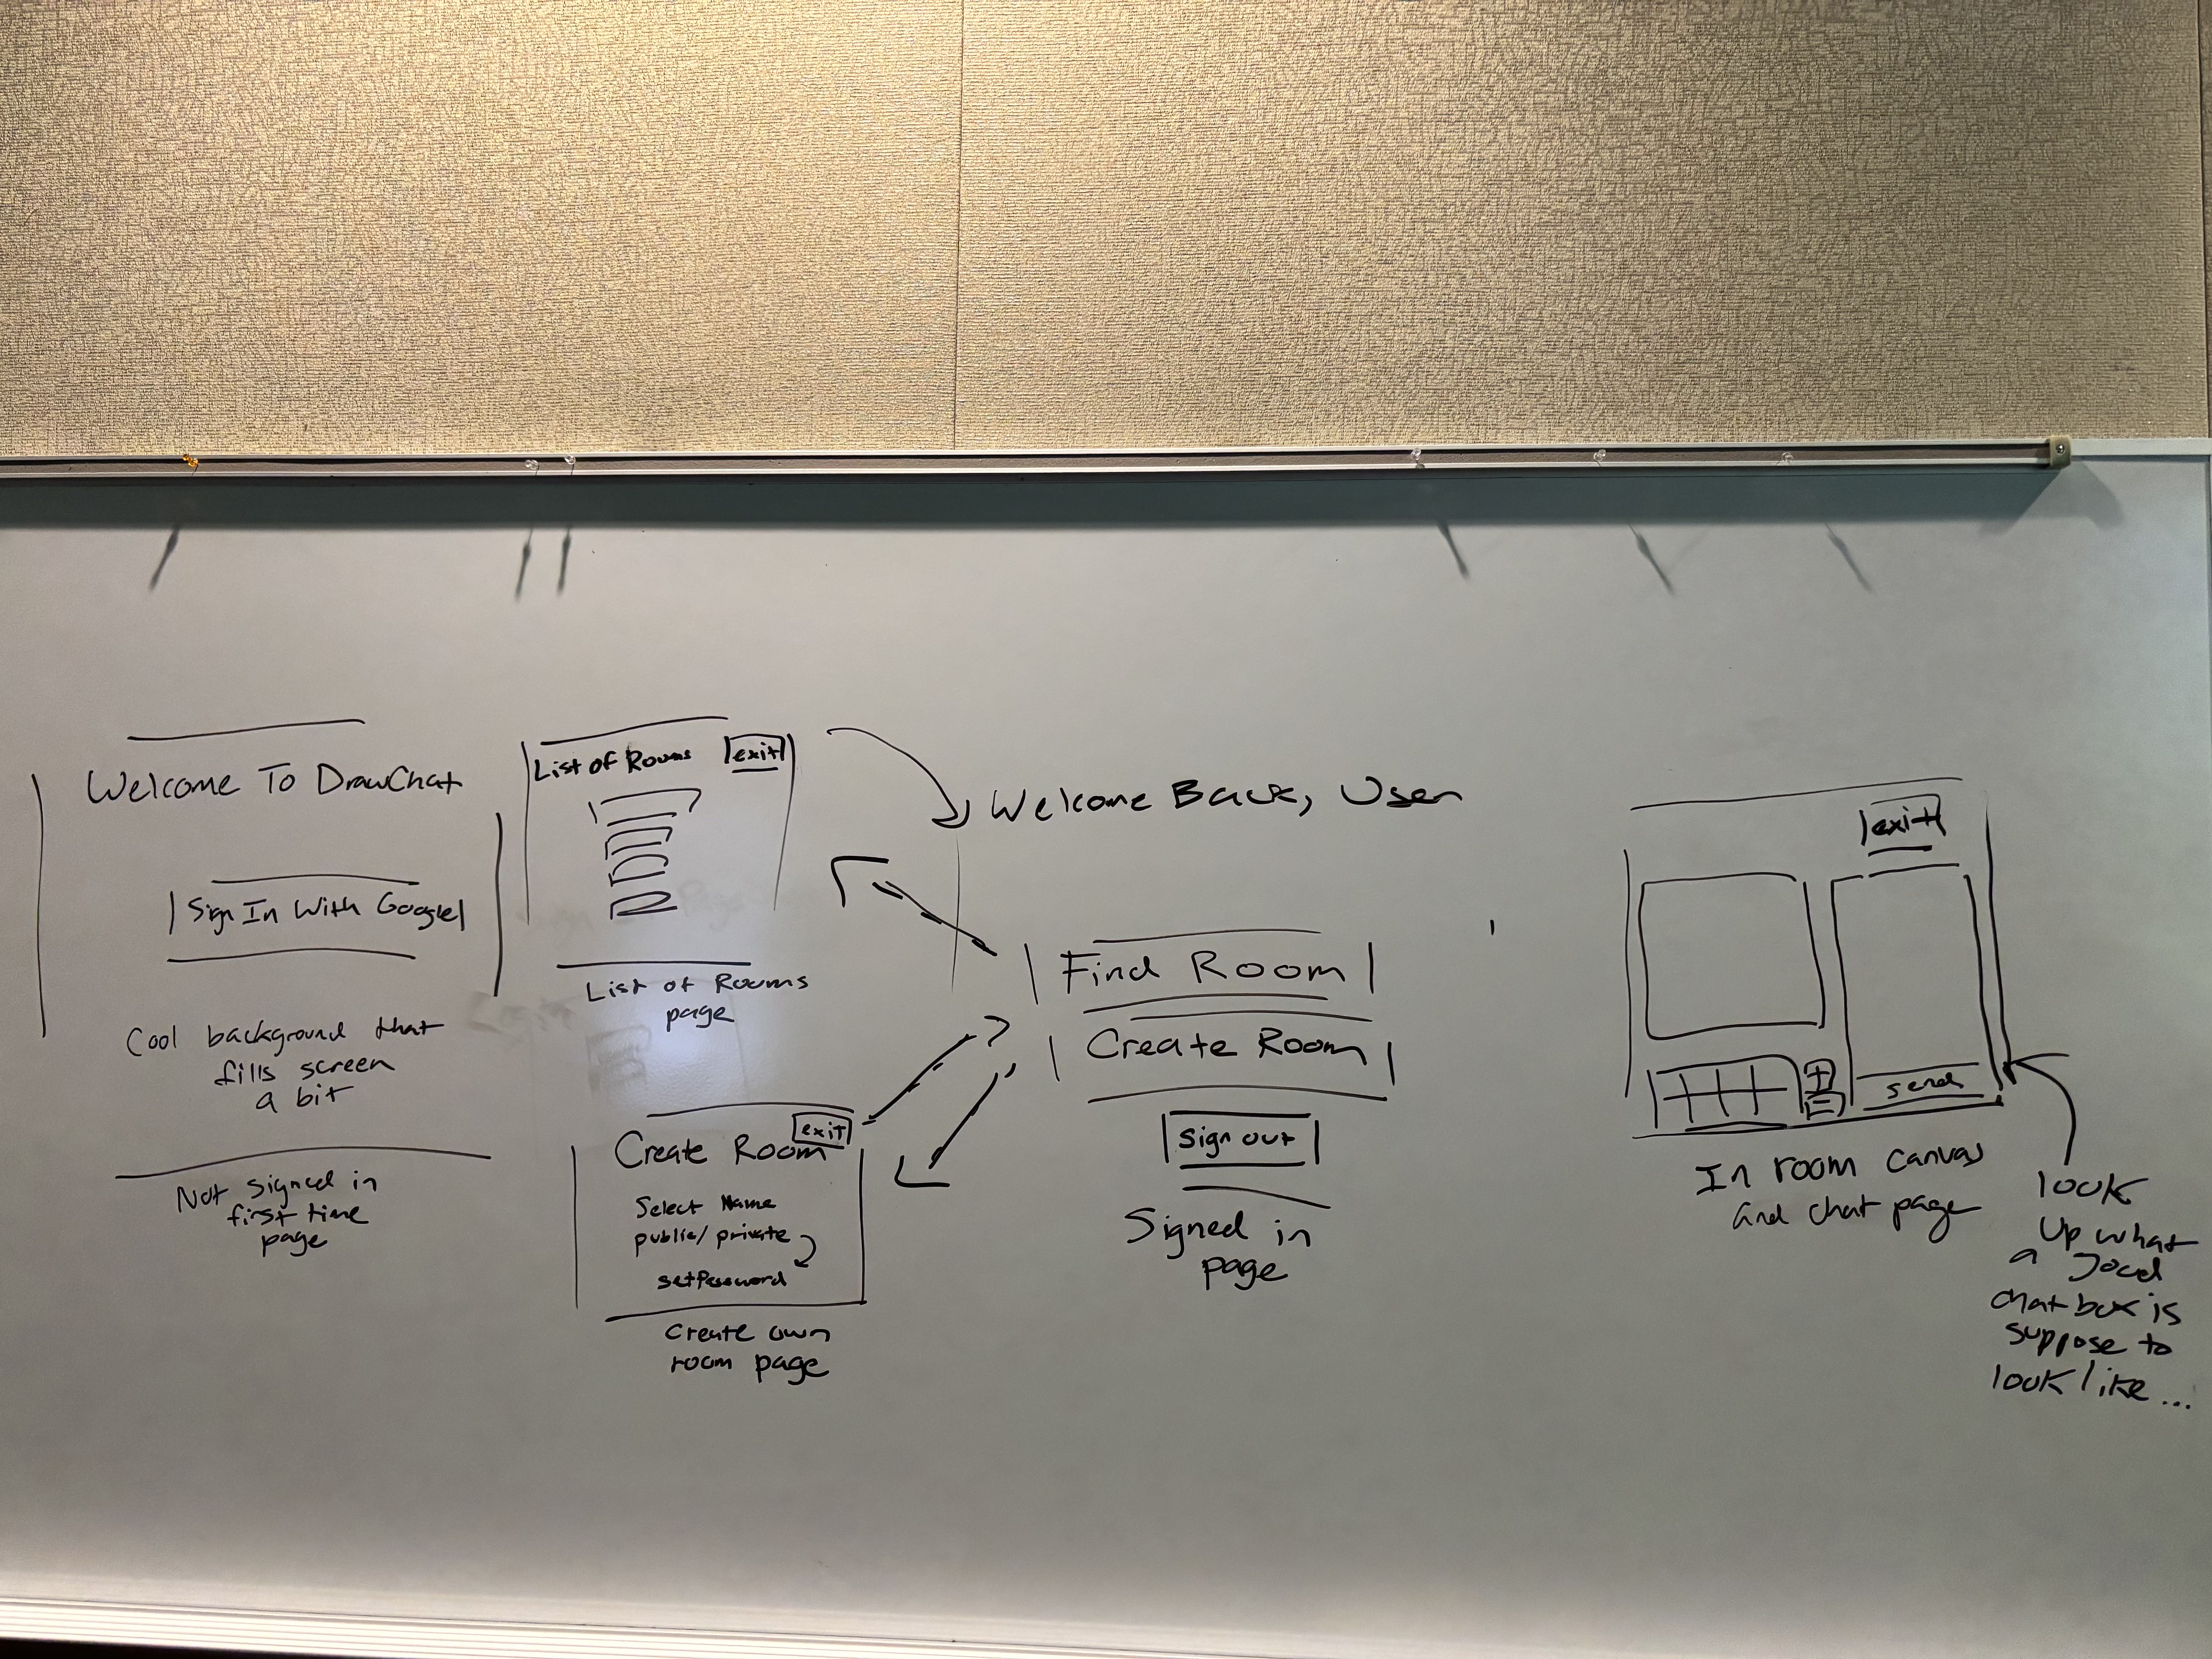 Welcome To DrawChat
Sign In With Google
Cool background that
fills screen
a bit
Not signed in
first time
page
List of Rooms
exit
List of Rooms
page
exit
Create Room
Select Name
public/private
setPassword
Create own
room page
Welcome Back, User
Find Room
Create Room
Sign out
Signed in
page
exit
+
-
send
In room canvas
and chat page
look
up what
a good
chat box is
suppose to
look like...